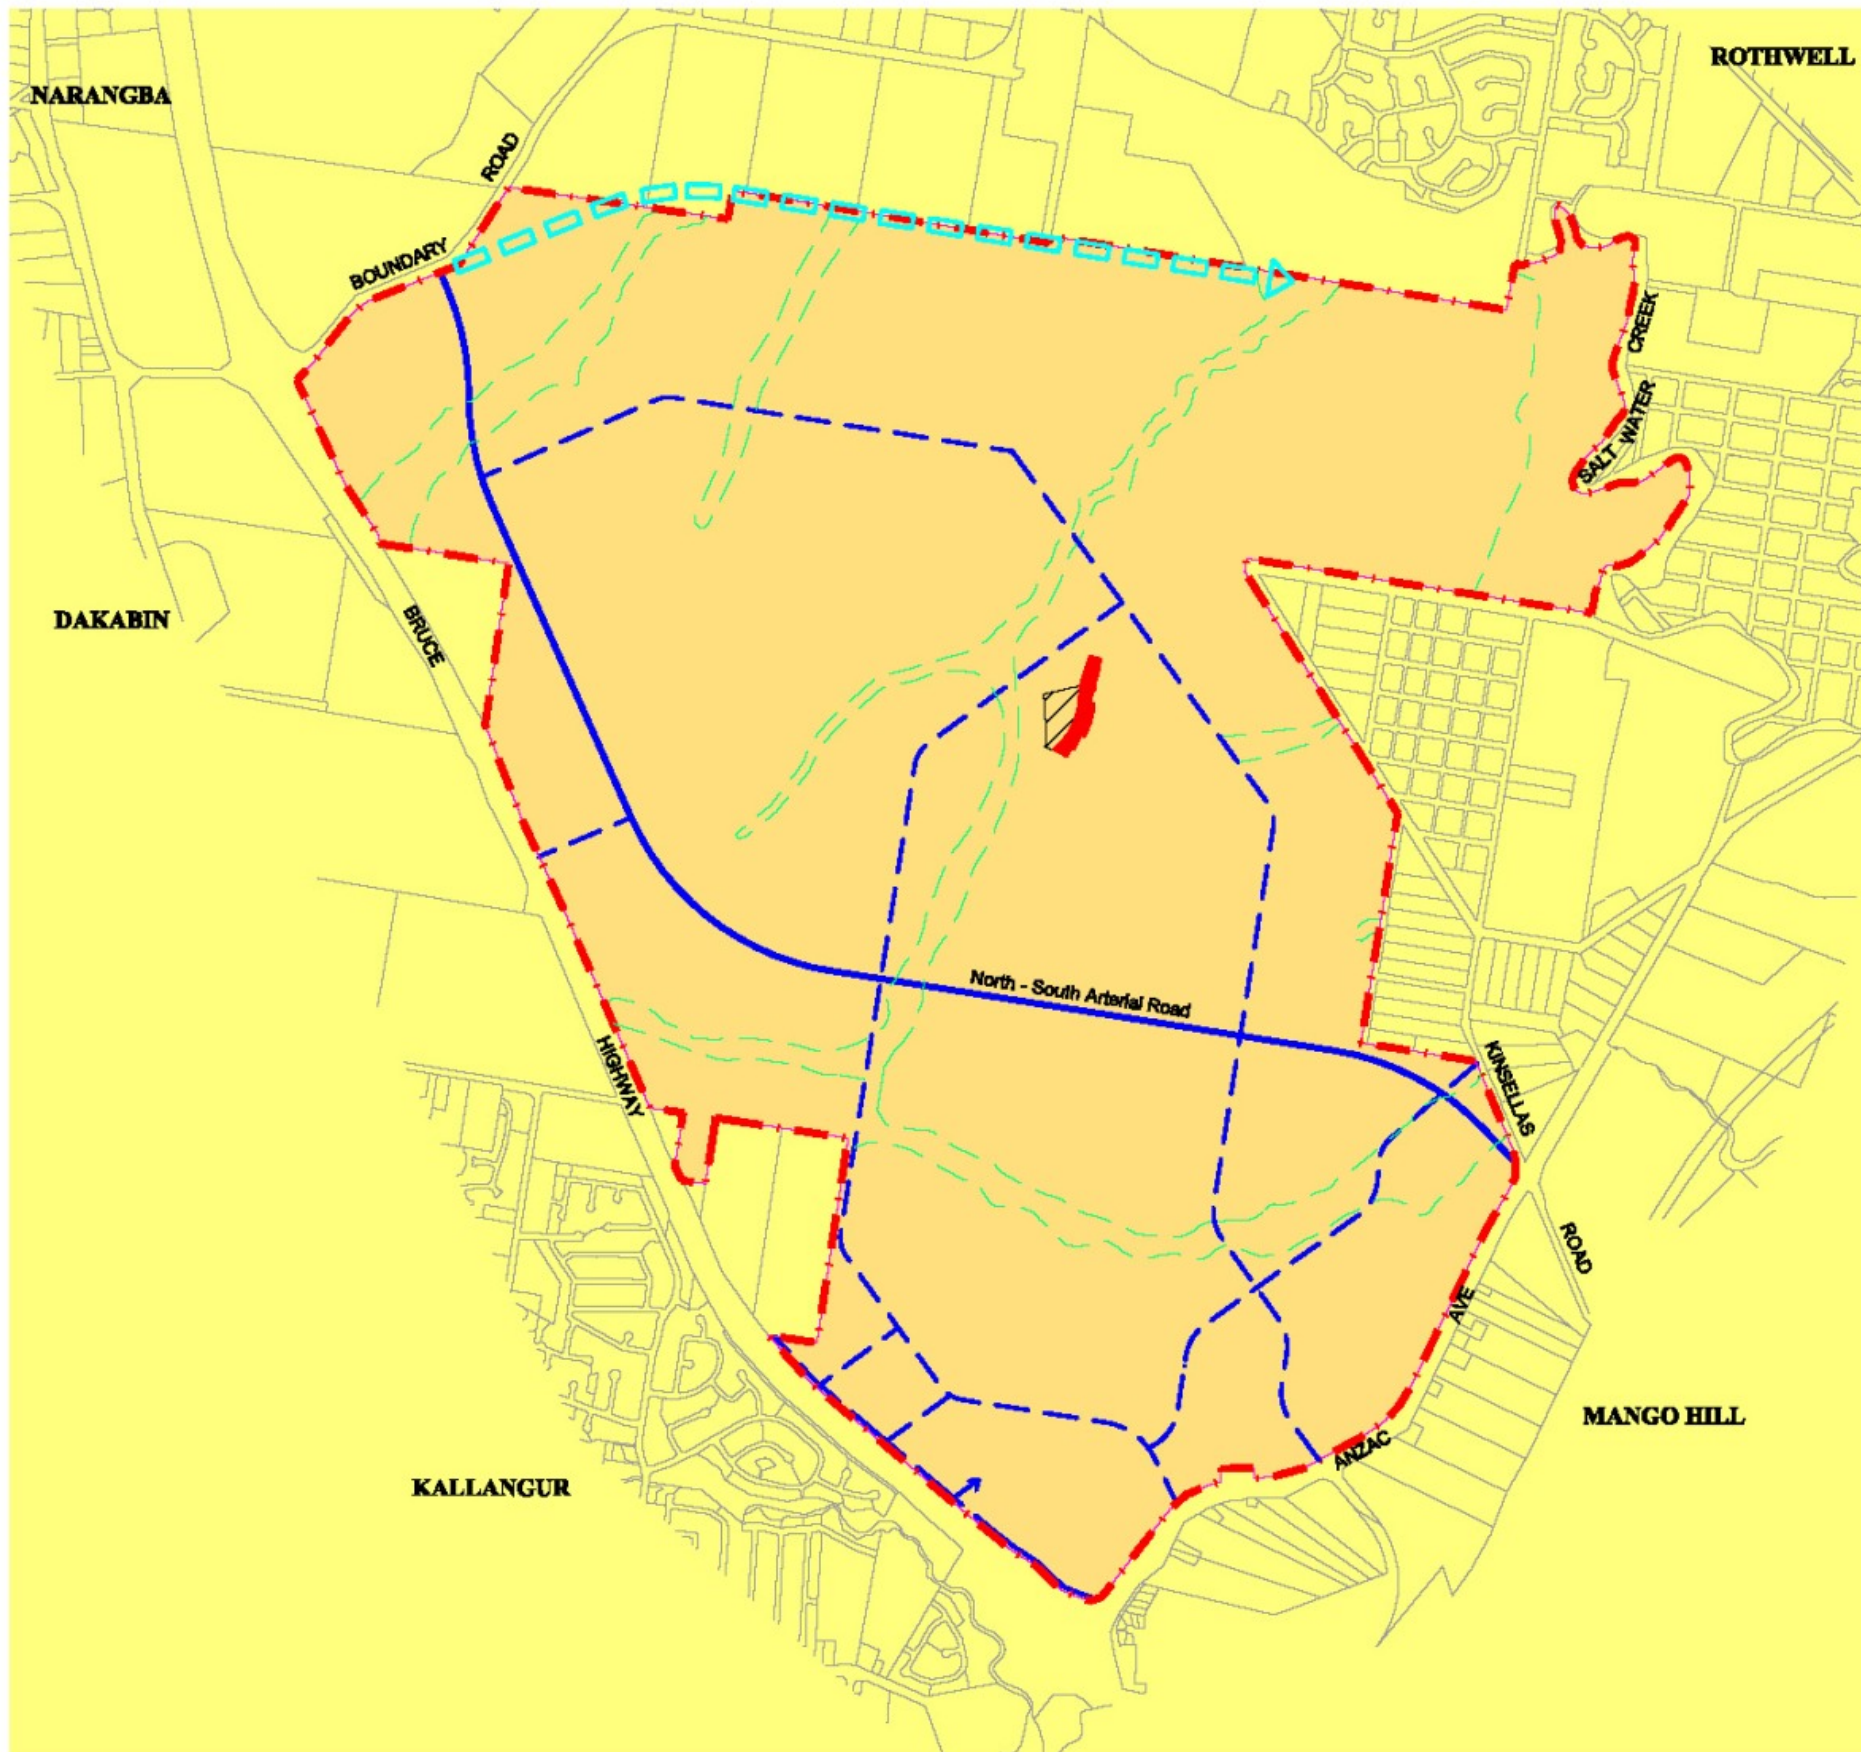 ROTHWELL
NARANGBA
ROAD
BOUNDARY
CREEK
SALT WATER
DAKABIN
BRUCE
North - South Arterial Road
HIGHWAY
KINSELLAS
ROAD
AVE
MANGO HILL
ANZAC
KALLANGUR